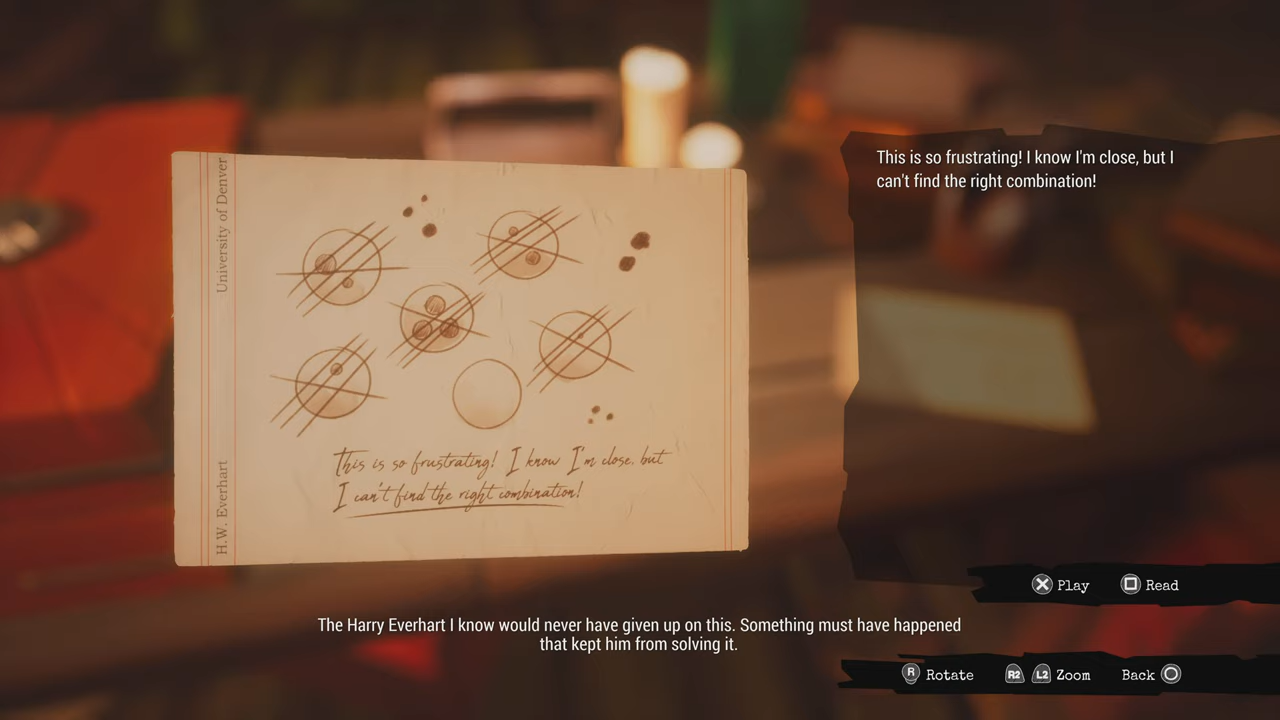 University of Denver
H.W. Everhart
This is so frustrating! I know I'm close, but
I can't find the right combination!
This is so frustrating! I know I'm close, but I
can't find the right combination!
Play
Read
The Harry Everhart I know would never have given up on this. Something must have happened
that kept him from solving it.
R Rotate R2 L2 Zoom Back